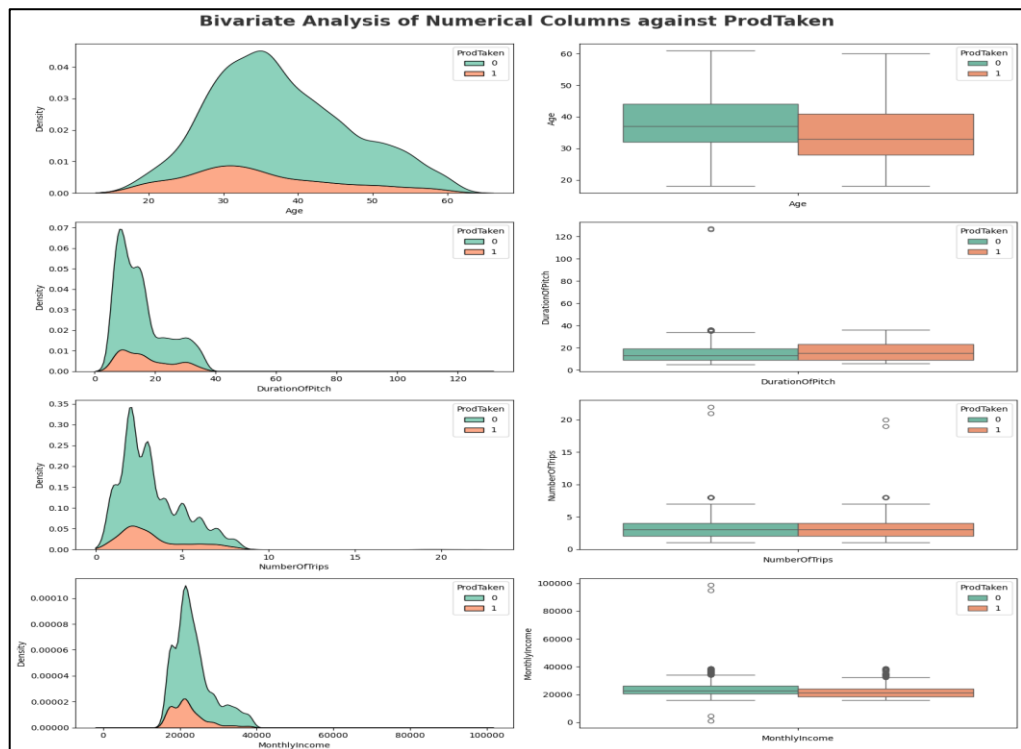 Bivariate Analysis of Numerical Columns against ProdTaken
ProdTaken
0
1
Density
0.04
0.03
0.02
0.01
0.00
20 30 40 50 60
Age
ProdTaken
0
1
Age
60
50
40
30
20
Age
ProdTaken
0
1
Density
0.07
0.06
0.05
0.04
0.03
0.02
0.01
0.00
0 20 40 60 80 100 120
DurationOfPitch
ProdTaken
0
1
DurationOfPitch
120
100
80
60
40
20
0
DurationOfPitch
ProdTaken
0
1
Density
0.35
0.30
0.25
0.20
0.15
0.10
0.05
0.00
0 5 10 15 20
NumberOfTrips
ProdTaken
0
1
NumberOfTrips
20
15
10
5
0
NumberOfTrips
ProdTaken
0
1
Density
0.00010
0.00008
0.00006
0.00004
0.00002
0.00000
0 20000 40000 60000 80000 100000
MonthlyIncome
ProdTaken
0
1
MonthlyIncome
100000
80000
60000
40000
20000
0
MonthlyIncome